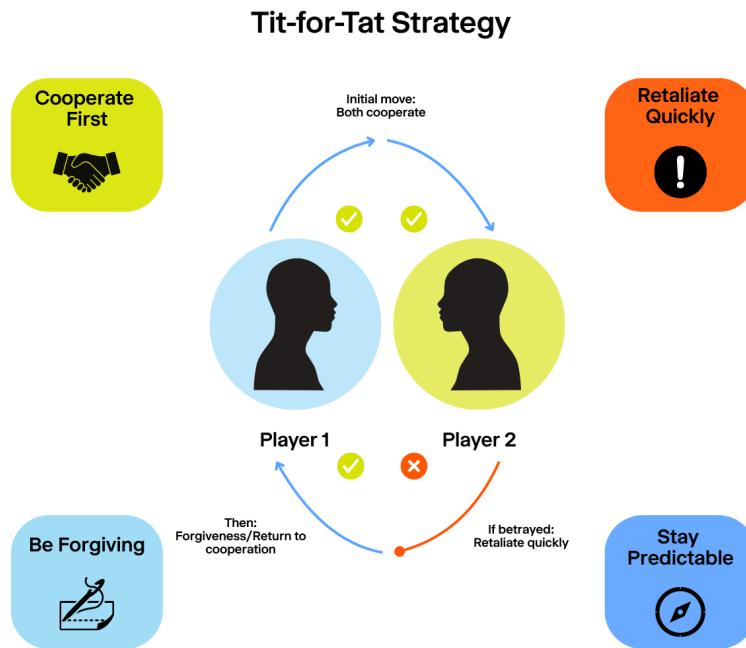 Tit-for-Tat Strategy
Cooperate
First
Initial move:
Both cooperate
Retaliate
Quickly
Player 1
Player 2
Then:
Forgiveness/Return to
cooperation
If betrayed:
Retaliate quickly
Be Forgiving
Stay
Predictable